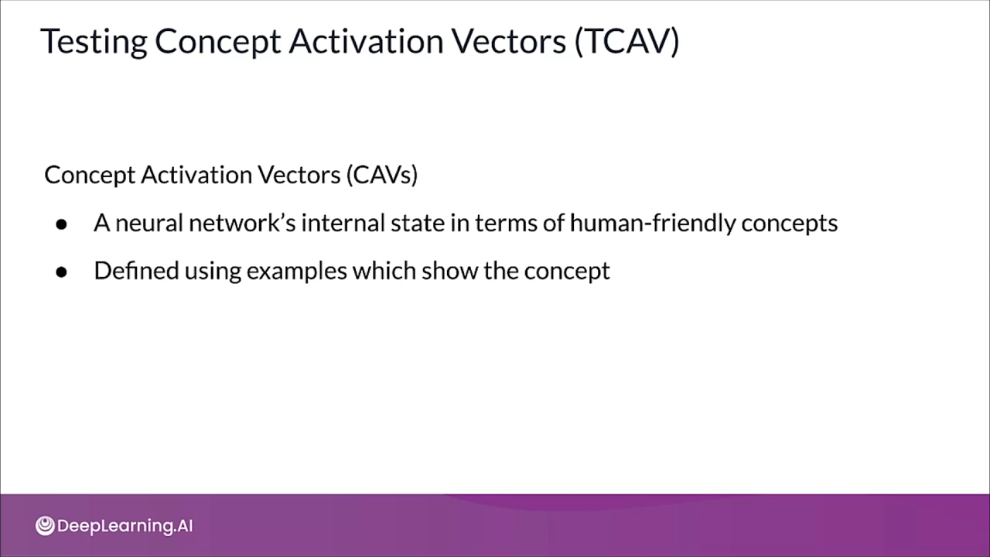 Testing Concept Activation Vectors (TCAV)
Concept Activation Vectors (CAVs)
● A neural network's internal state in terms of human-friendly concepts
● Defined using examples which show the concept
DeepLearning.AI